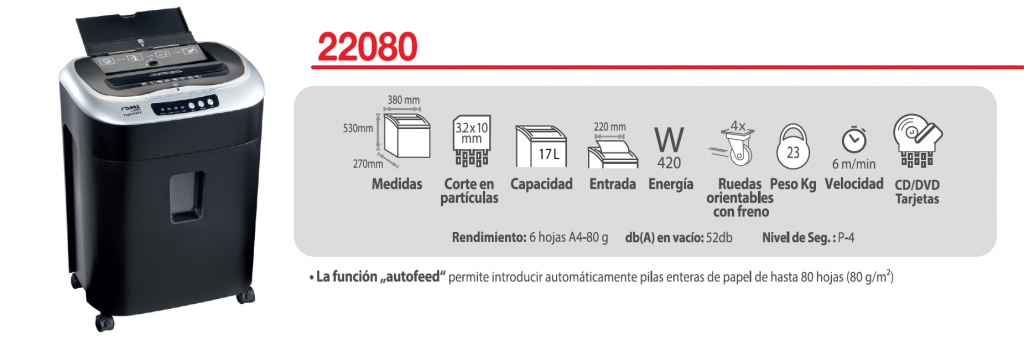 22080
380 mm
530mm
270mm
Medidas
3.2x10
mm
Corte en
partículas
17 L
Capacidad
220 mm
Entrada
W
420
Energía
4x
Ruedas
orientables
con freno
23
Peso Kg
6 m/min
Velocidad
CD/DVD
Tarjetas
Rendimiento: 6 hojas A4-80 g db(A) en vacío: 52db Nivel de Seg. : P-4
• La función „autofeed“ permite introducir automáticamente pilas enteras de papel de hasta 80 hojas (80 g/m²)